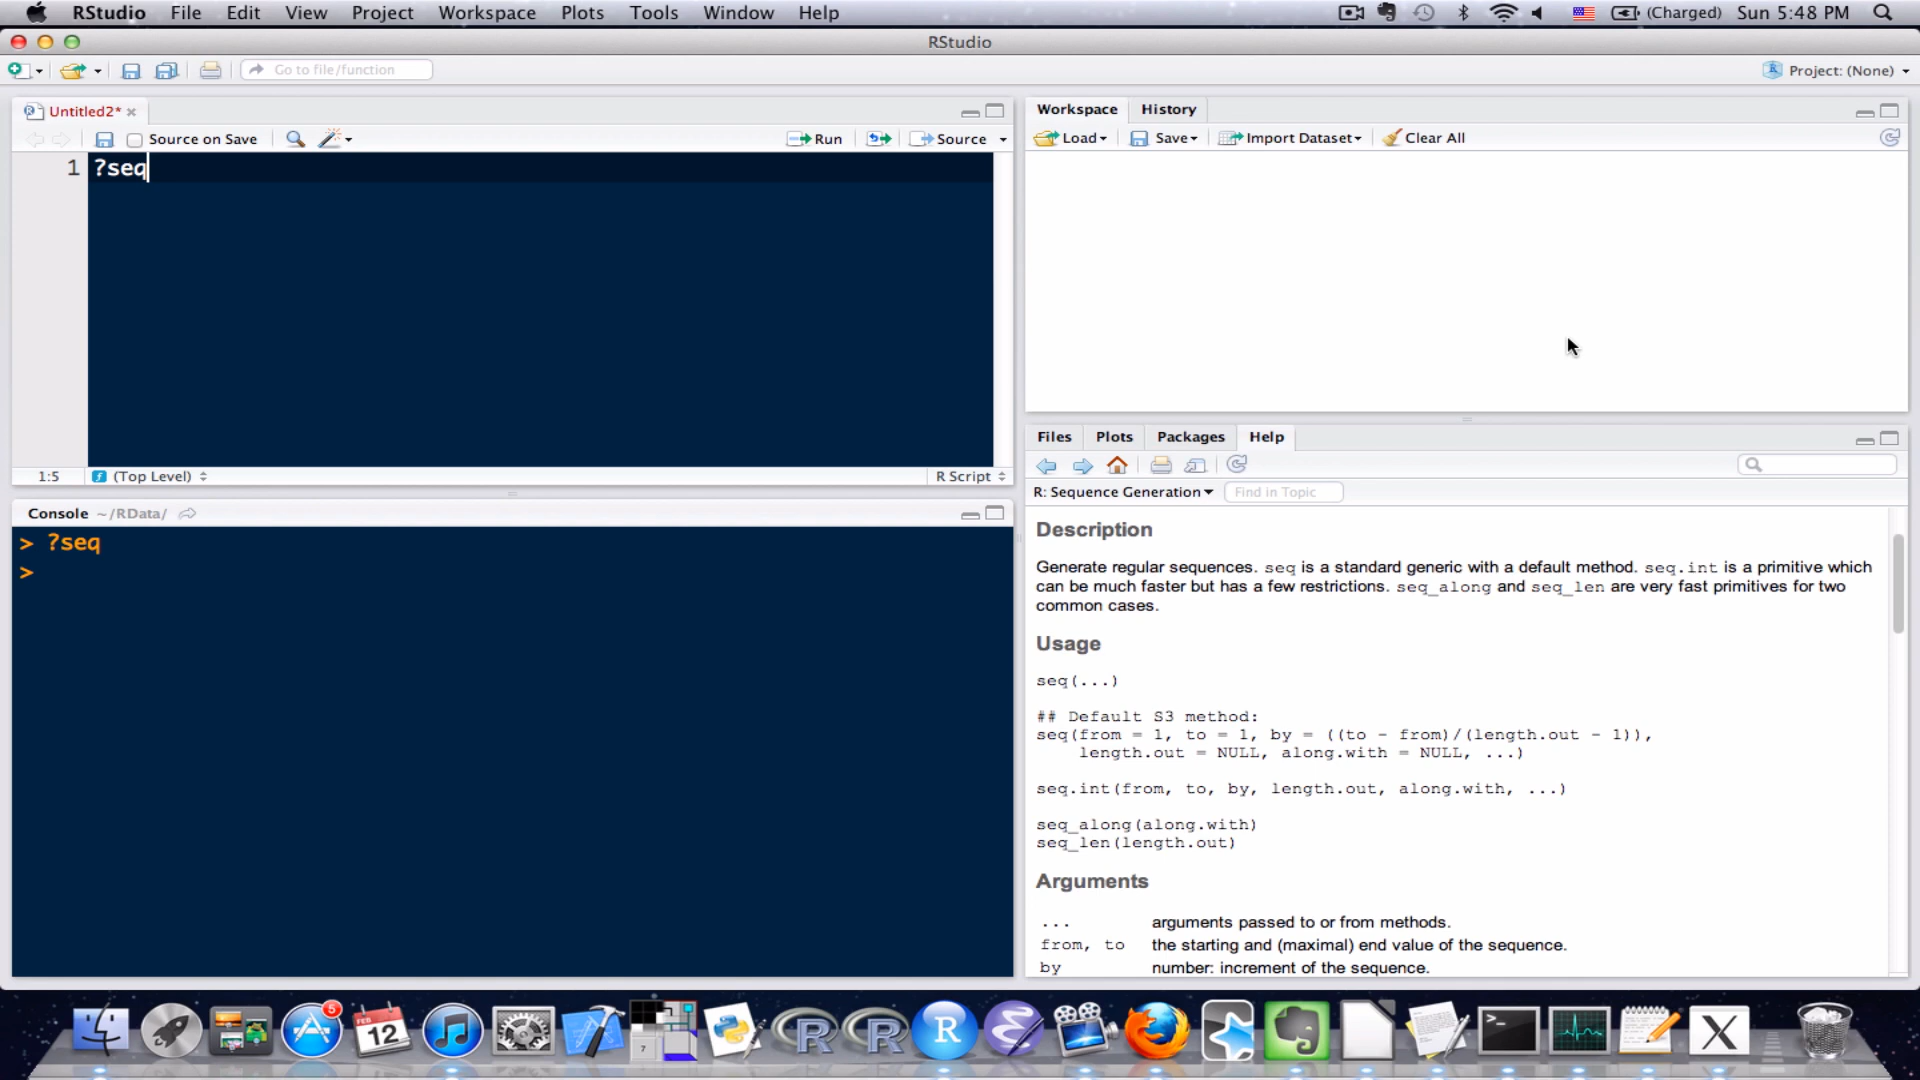 RStudio File Edit View Project Workspace Plots Tools Window Help (Charged) Sun 5:48 PM
RStudio
Go to file/function Project: (None)
Untitled2*
Source on Save Run Source
1 ?seq
1:5 (Top Level) R Script
Console ~/RData/
> ?seq
>
Workspace History
Load Save Import Dataset Clear All
Files Plots Packages Help
R: Sequence Generation Find in Topic
Description
Generate regular sequences. seq is a standard generic with a default method. seq.int is a primitive which
can be much faster but has a few restrictions. seq_along and seq_len are very fast primitives for two
common cases.
Usage
seq(...)
## Default S3 method:
seq(from = 1, to = 1, by = ((to - from)/(length.out - 1)),
length.out = NULL, along.with = NULL, ...)
seq.int(from, to, by, length.out, along.with, ...)
seq_along(along.with)
seq_len(length.out)
Arguments
... arguments passed to or from methods.
from, to the starting and (maximal) end value of the sequence.
by number: increment of the sequence.
5
FEB
12
7
R
R
R
>_
X